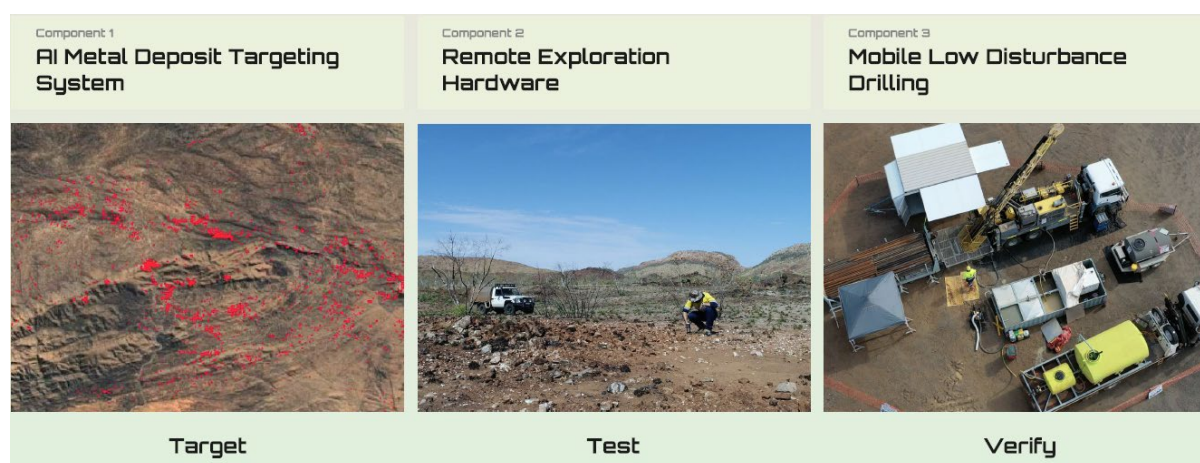 Component 1
AI Metal Deposit Targeting
System
Component 2
Remote Exploration
Hardware
Component 3
Mobile Low Disturbance
Drilling
Target
Test
Verify